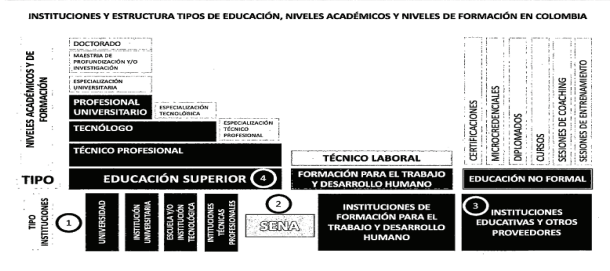 INSTITUCIONES Y ESTRUCTURA TIPOS DE EDUCACIÓN, NIVELES ACADÉMICOS Y NIVELES DE FORMACIÓN EN COLOMBIA
NIVELES ACADÉMICOS Y DE
FORMACIÓN
DOCTORADO
MAESTRIA DE
PROFUNDIZACIÓN Y/O
INVESTIGACIÓN
ESPECIALIZACIÓN
UNIVERSITARIA
PROFESIONAL
UNIVERSITARIO
ESPECIALIZACIÓN
TECNOLÓRICA
TECNÓLOGO
ESPECIALIZACIÓN
TÉCNICO
PROFESIONAL
TÉCNICO PROFESIONAL
TÉCNICO LABORAL
CERTIFICACIONES
MICROCREDENCIALES
DIPLOMADOS
CURSOS
SESIONES DE COACHING
SESIONES DE ENTRENAMIENTO
TIPO
EDUCACIÓN SUPERIOR 4
FORMACIÓN PARA EL TRABAJO
Y DESARROLLO HUMANO
EDUCACIÓN NO FORMAL
TIPO
INSTITUCIONES
1
UNIVERSIDAD
INSTITUCIÓN
UNIVERSITARIA
ESCUELA Y/O
INSTITUCIÓN
TECNOLÓGICA
INTITUCIONES
TÉCNICAS
PROFESIONALES
2
SENA
INSTITUCIONES DE
FORMACIÓN PARA EL
TRABAJO Y DESARROLLO
HUMANO
3
INSTITUCIONES
EDUCATIVAS Y OTROS
PROVEEDORES